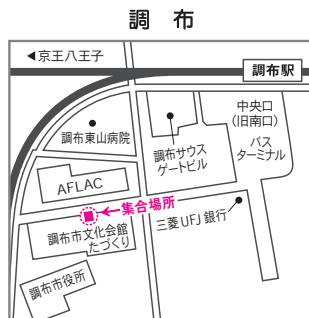 調布
◀京王八王子
調布駅
中央口
(旧南口)
バス
ターミナル
調布東山病院
調布サウス
ゲートビル
AFLAC
集合場所
三菱UFJ銀行
調布市文化会館
たづくり
調布市役所